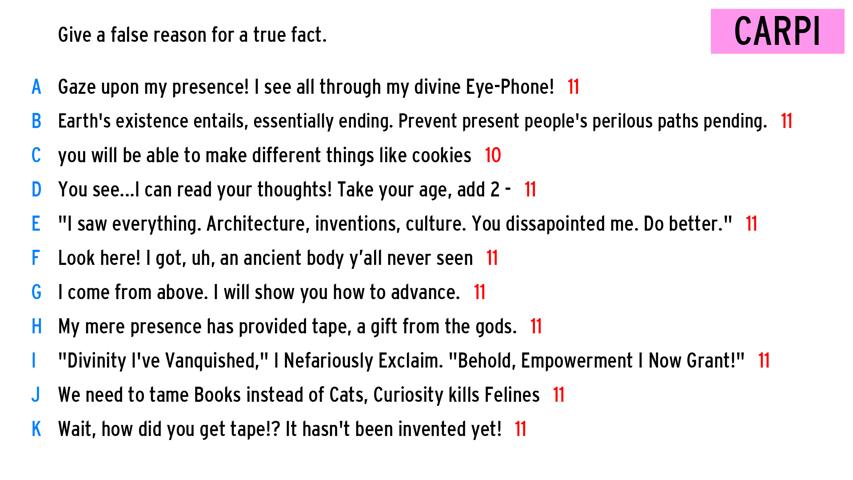 Give a false reason for a true fact.
CARPI
A Gaze upon my presence! I see all through my divine Eye-Phone! 11
B Earth's existence entails, essentially ending. Prevent present people's perilous paths pending. 11
C you will be able to make different things like cookies 10
D You see...I can read your thoughts! Take your age, add 2 - 11
E "I saw everything. Architecture, inventions, culture. You dissapointed me. Do better." 11
F Look here! I got, uh, an ancient body y’all never seen 11
G I come from above. I will show you how to advance. 11
H My mere presence has provided tape, a gift from the gods. 11
I "Divinity I've Vanquished," I Nefariously Exclaim. "Behold, Empowerment I Now Grant!" 11
J We need to tame Books instead of Cats, Curiosity kills Felines 11
K Wait, how did you get tape!? It hasn't been invented yet! 11